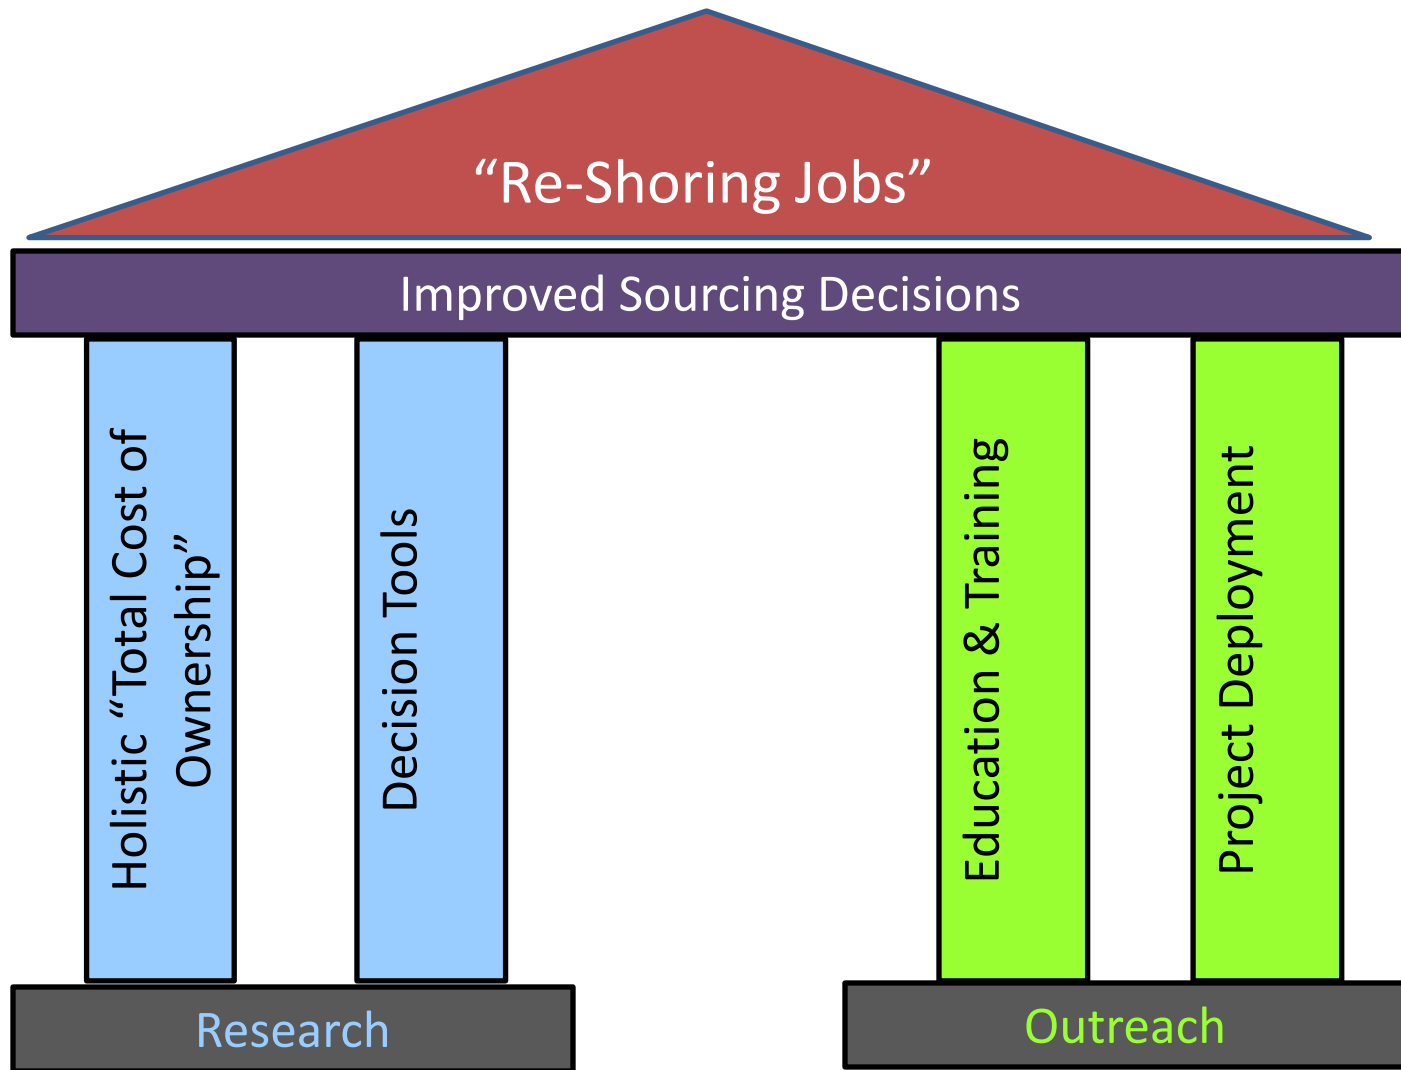 “Re-Shoring Jobs”
Improved Sourcing Decisions
Holistic “Total Cost of
Ownership”
Decision Tools
Education & Training
Project Deployment
Research
Outreach